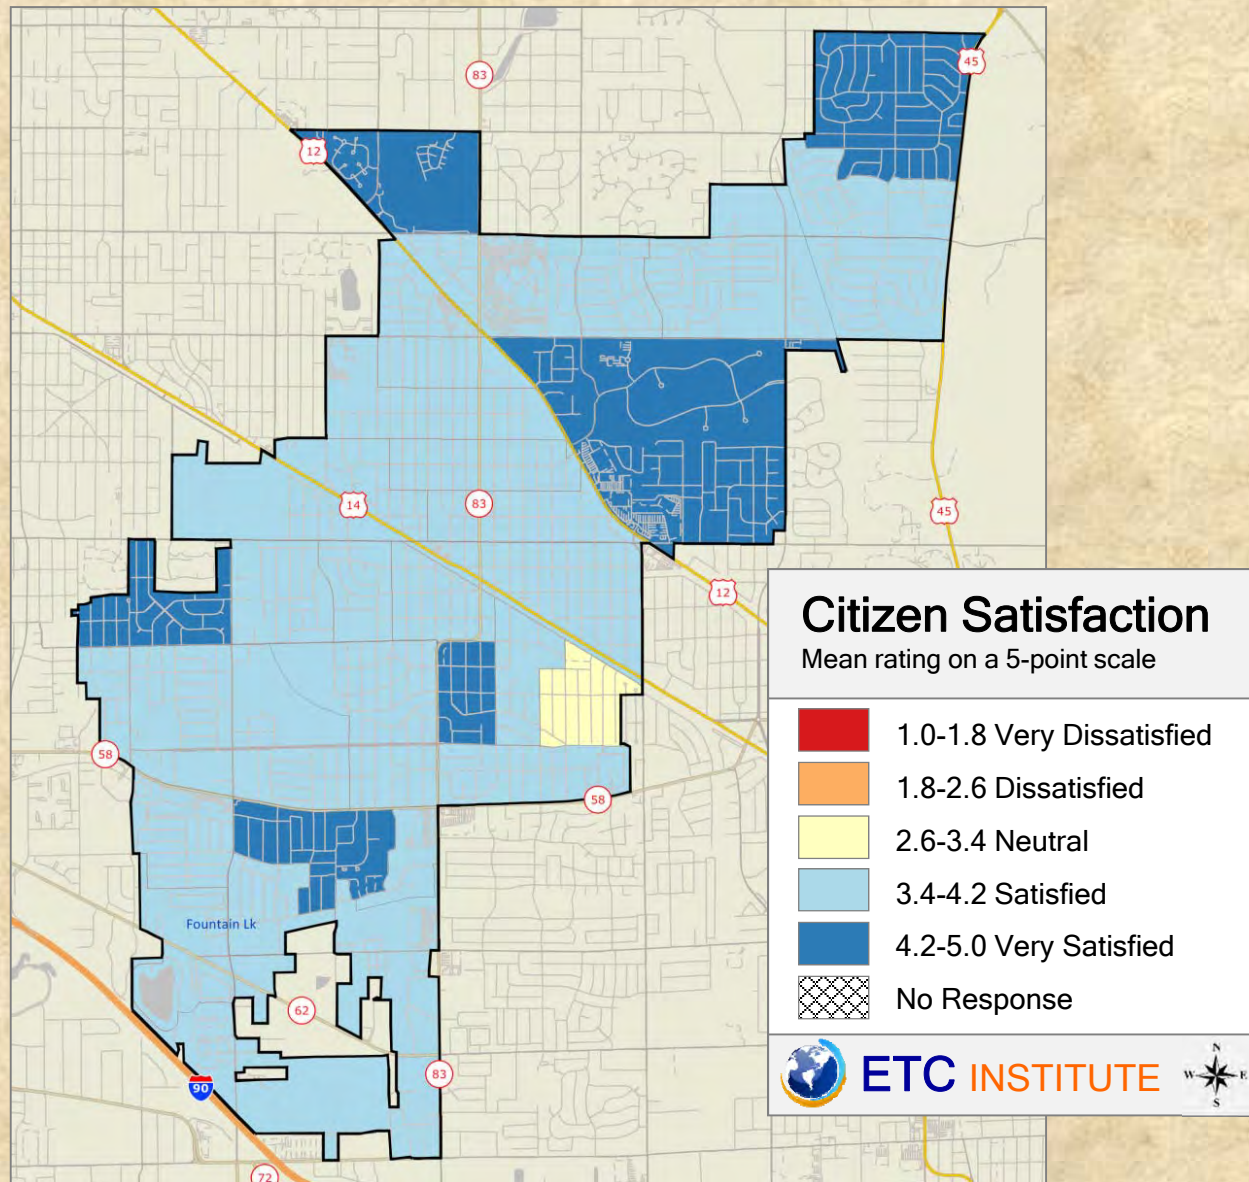 83
45
12
14
83
45
12
58
58
Fountain Lk
62
90
83
72
Citizen Satisfaction
Mean rating on a 5-point scale
1.0-1.8 Very Dissatisfied
1.8-2.6 Dissatisfied
2.6-3.4 Neutral
3.4-4.2 Satisfied
4.2-5.0 Very Satisfied
No Response
ETC INSTITUTE
N
W E
S